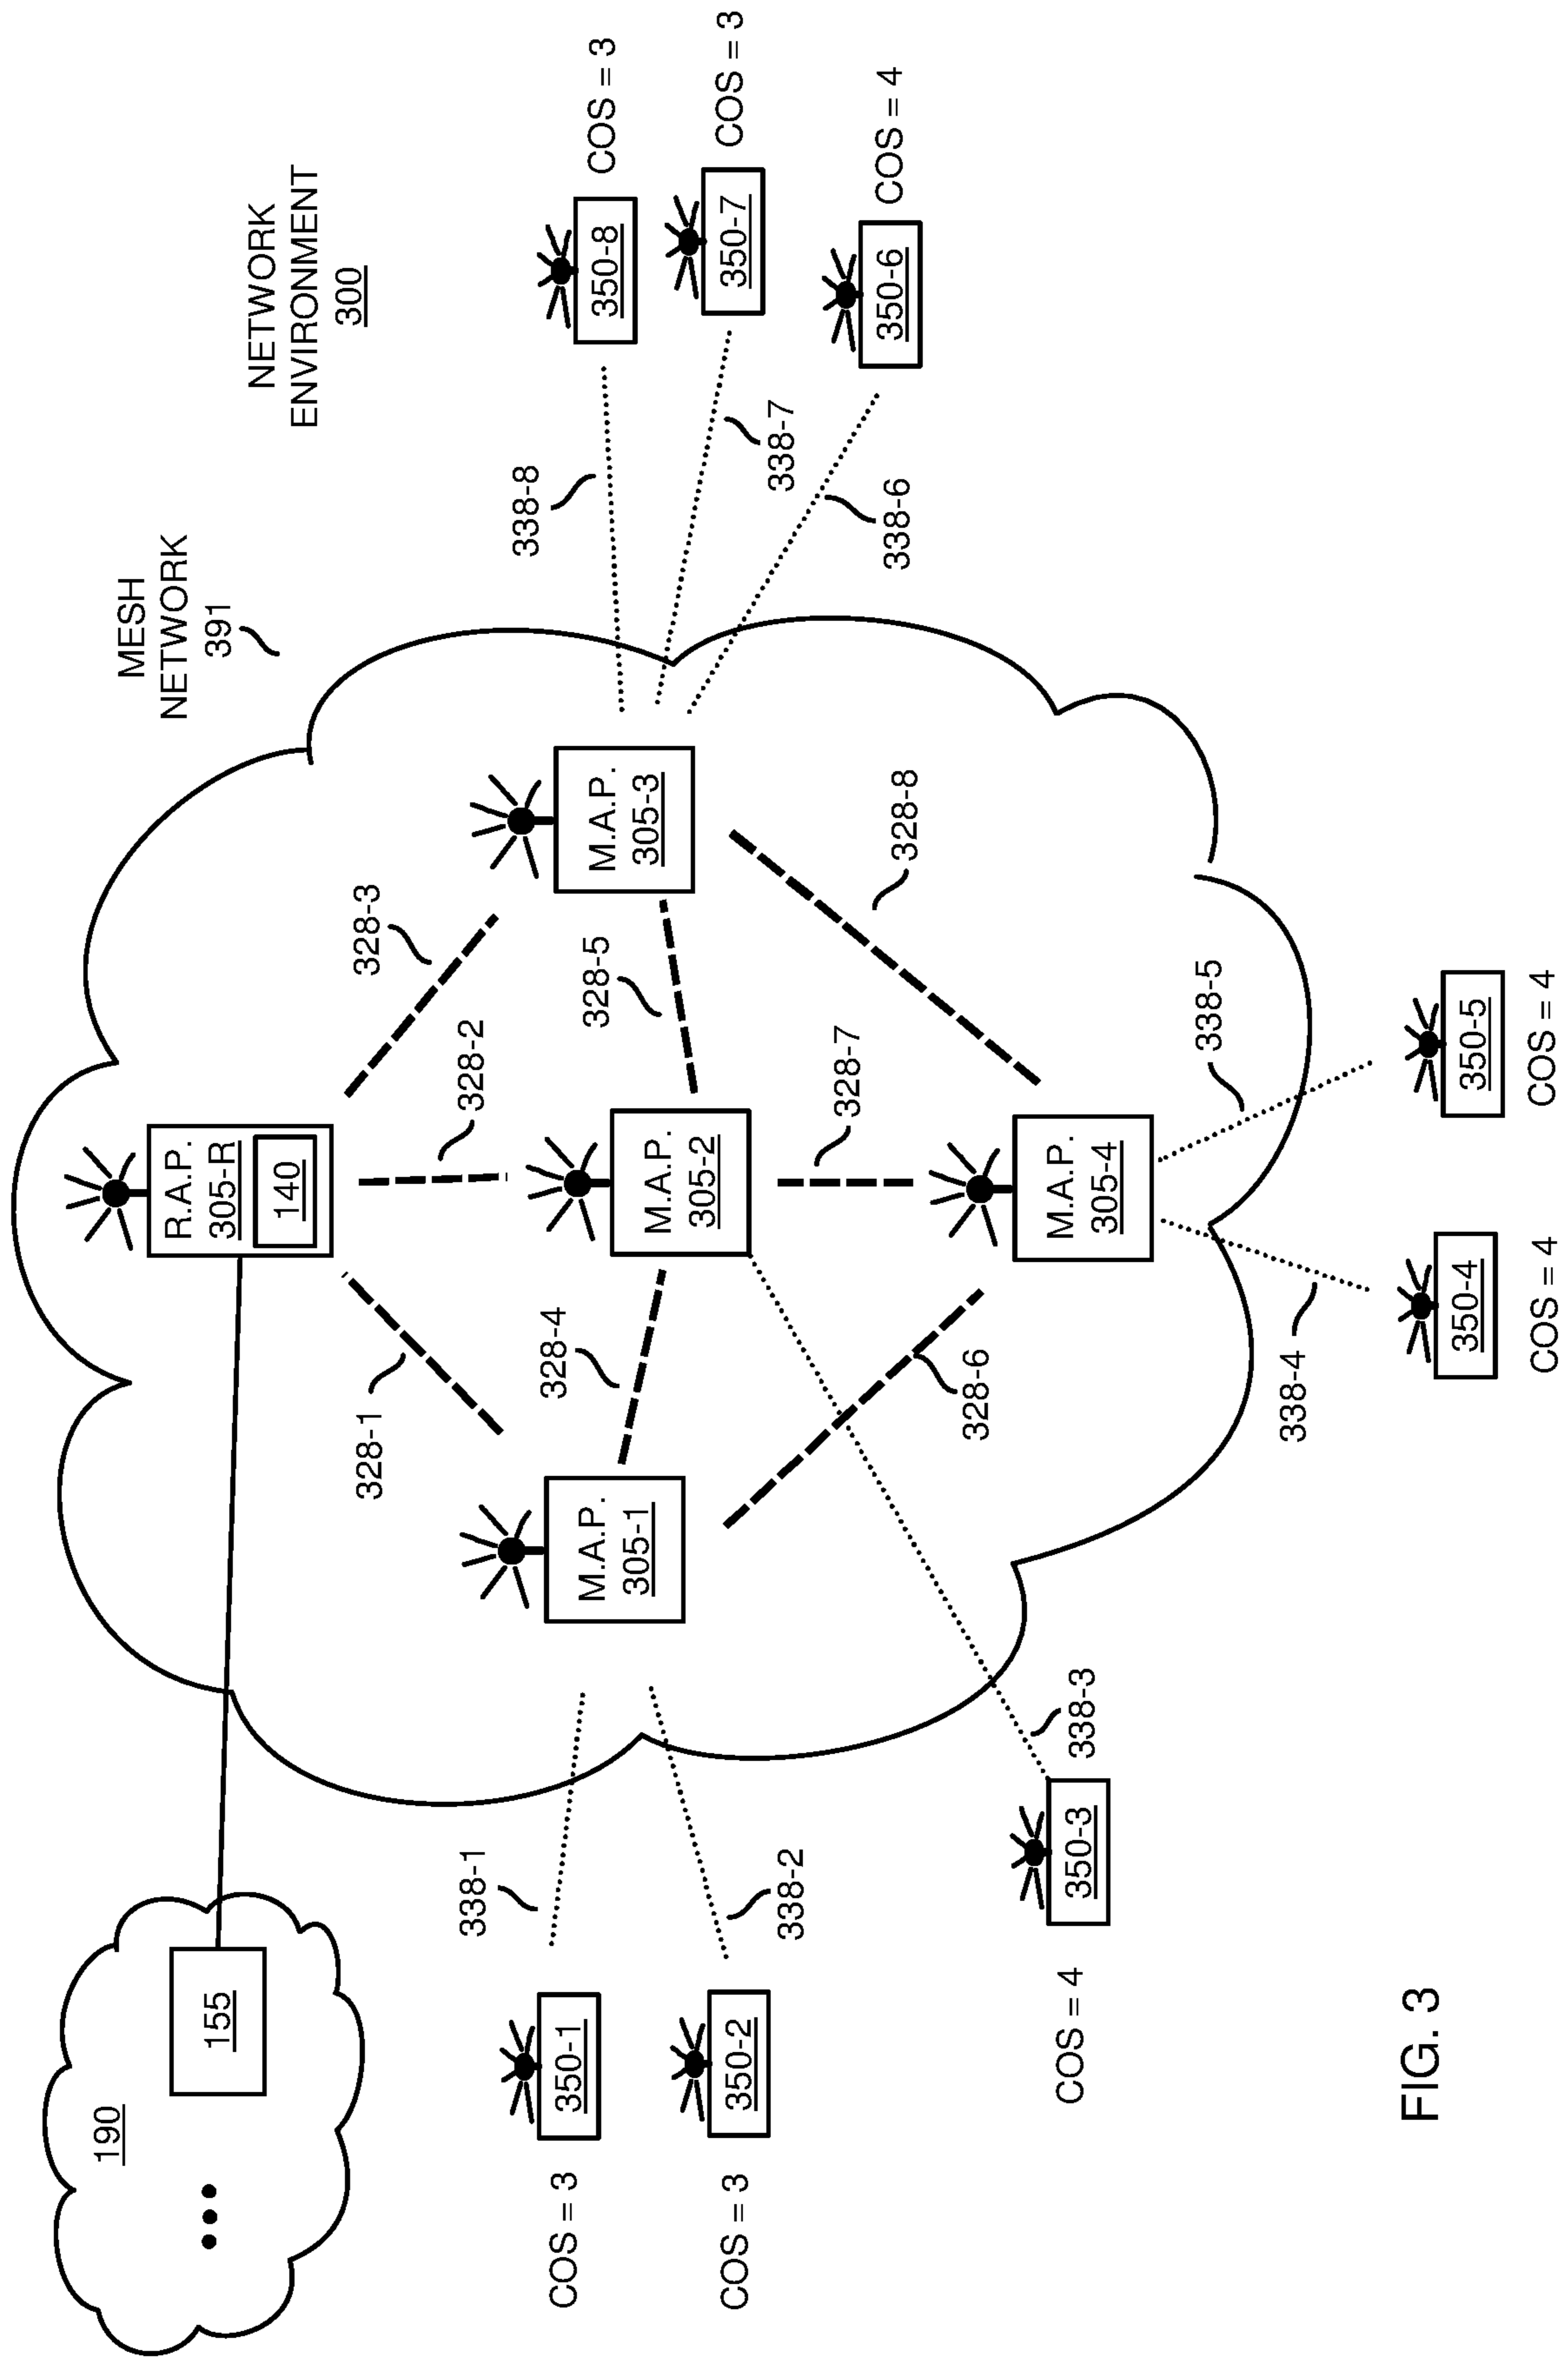 NETWORK
ENVIRONMENT
300
MESH
NETWORK
391
190
155
R.A.P.
305-R
140
328-1
328-2
328-3
M.A.P.
305-1
M.A.P.
305-2
M.A.P.
305-3
328-4
328-5
328-6
328-7
328-8
M.A.P.
305-4
338-1
338-2
338-3
338-4
338-5
338-6
338-7
338-8
COS = 3
350-1
COS = 3
350-2
COS = 4
350-3
350-4
COS = 4
350-5
COS = 4
350-6
COS = 4
350-7
COS = 3
350-8
COS = 3
FIG. 3